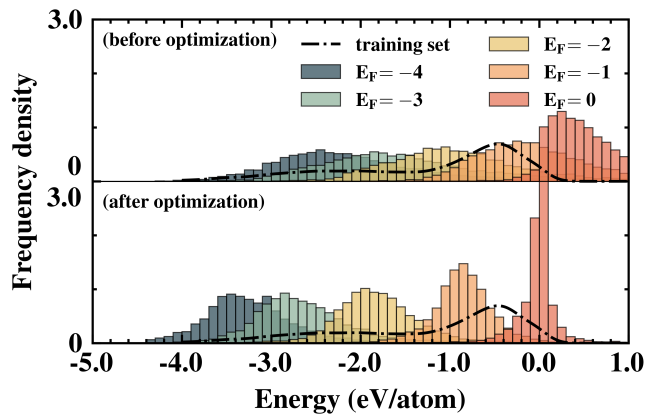 3.0
(before optimization)
training set
E_F = −4
E_F = −3
E_F = −2
E_F = −1
E_F = 0
0
3.0
(after optimization)
0
-5.0 -4.0 -3.0 -2.0 -1.0 0.0 1.0
Energy (eV/atom)
Frequency density